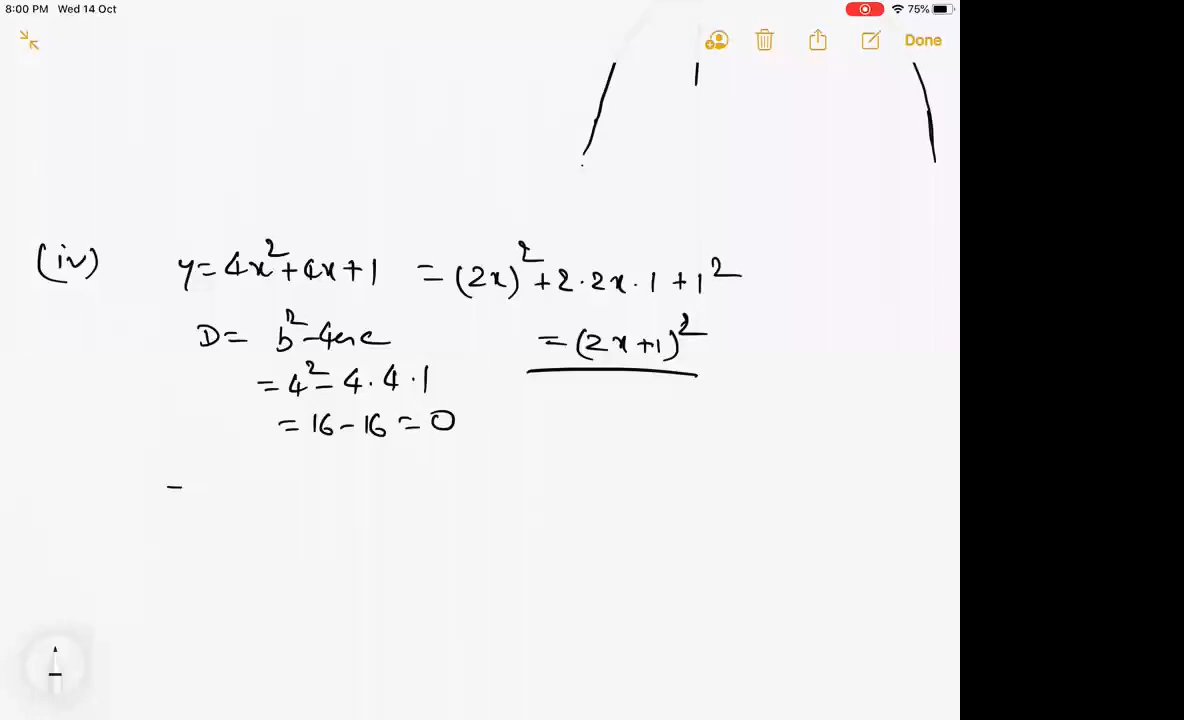 8:00 PM Wed 14 Oct 75%
Done
(iv) y = 4x² + 4x + 1 = (2x)² + 2 · 2x · 1 + 1²
D = b² - 4ac = (2x + 1)²
= 4² - 4 · 4 · 1
= 16 - 16 = 0